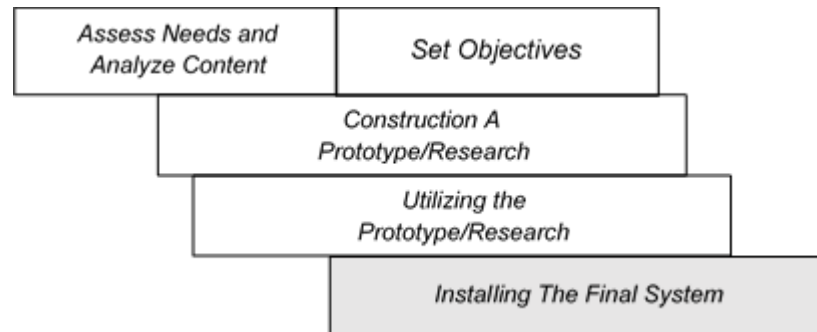 Assess Needs and
Analyze Content
Set Objectives
Construction A
Prototype/Research
Utilizing the
Prototype/Research
Installing The Final System